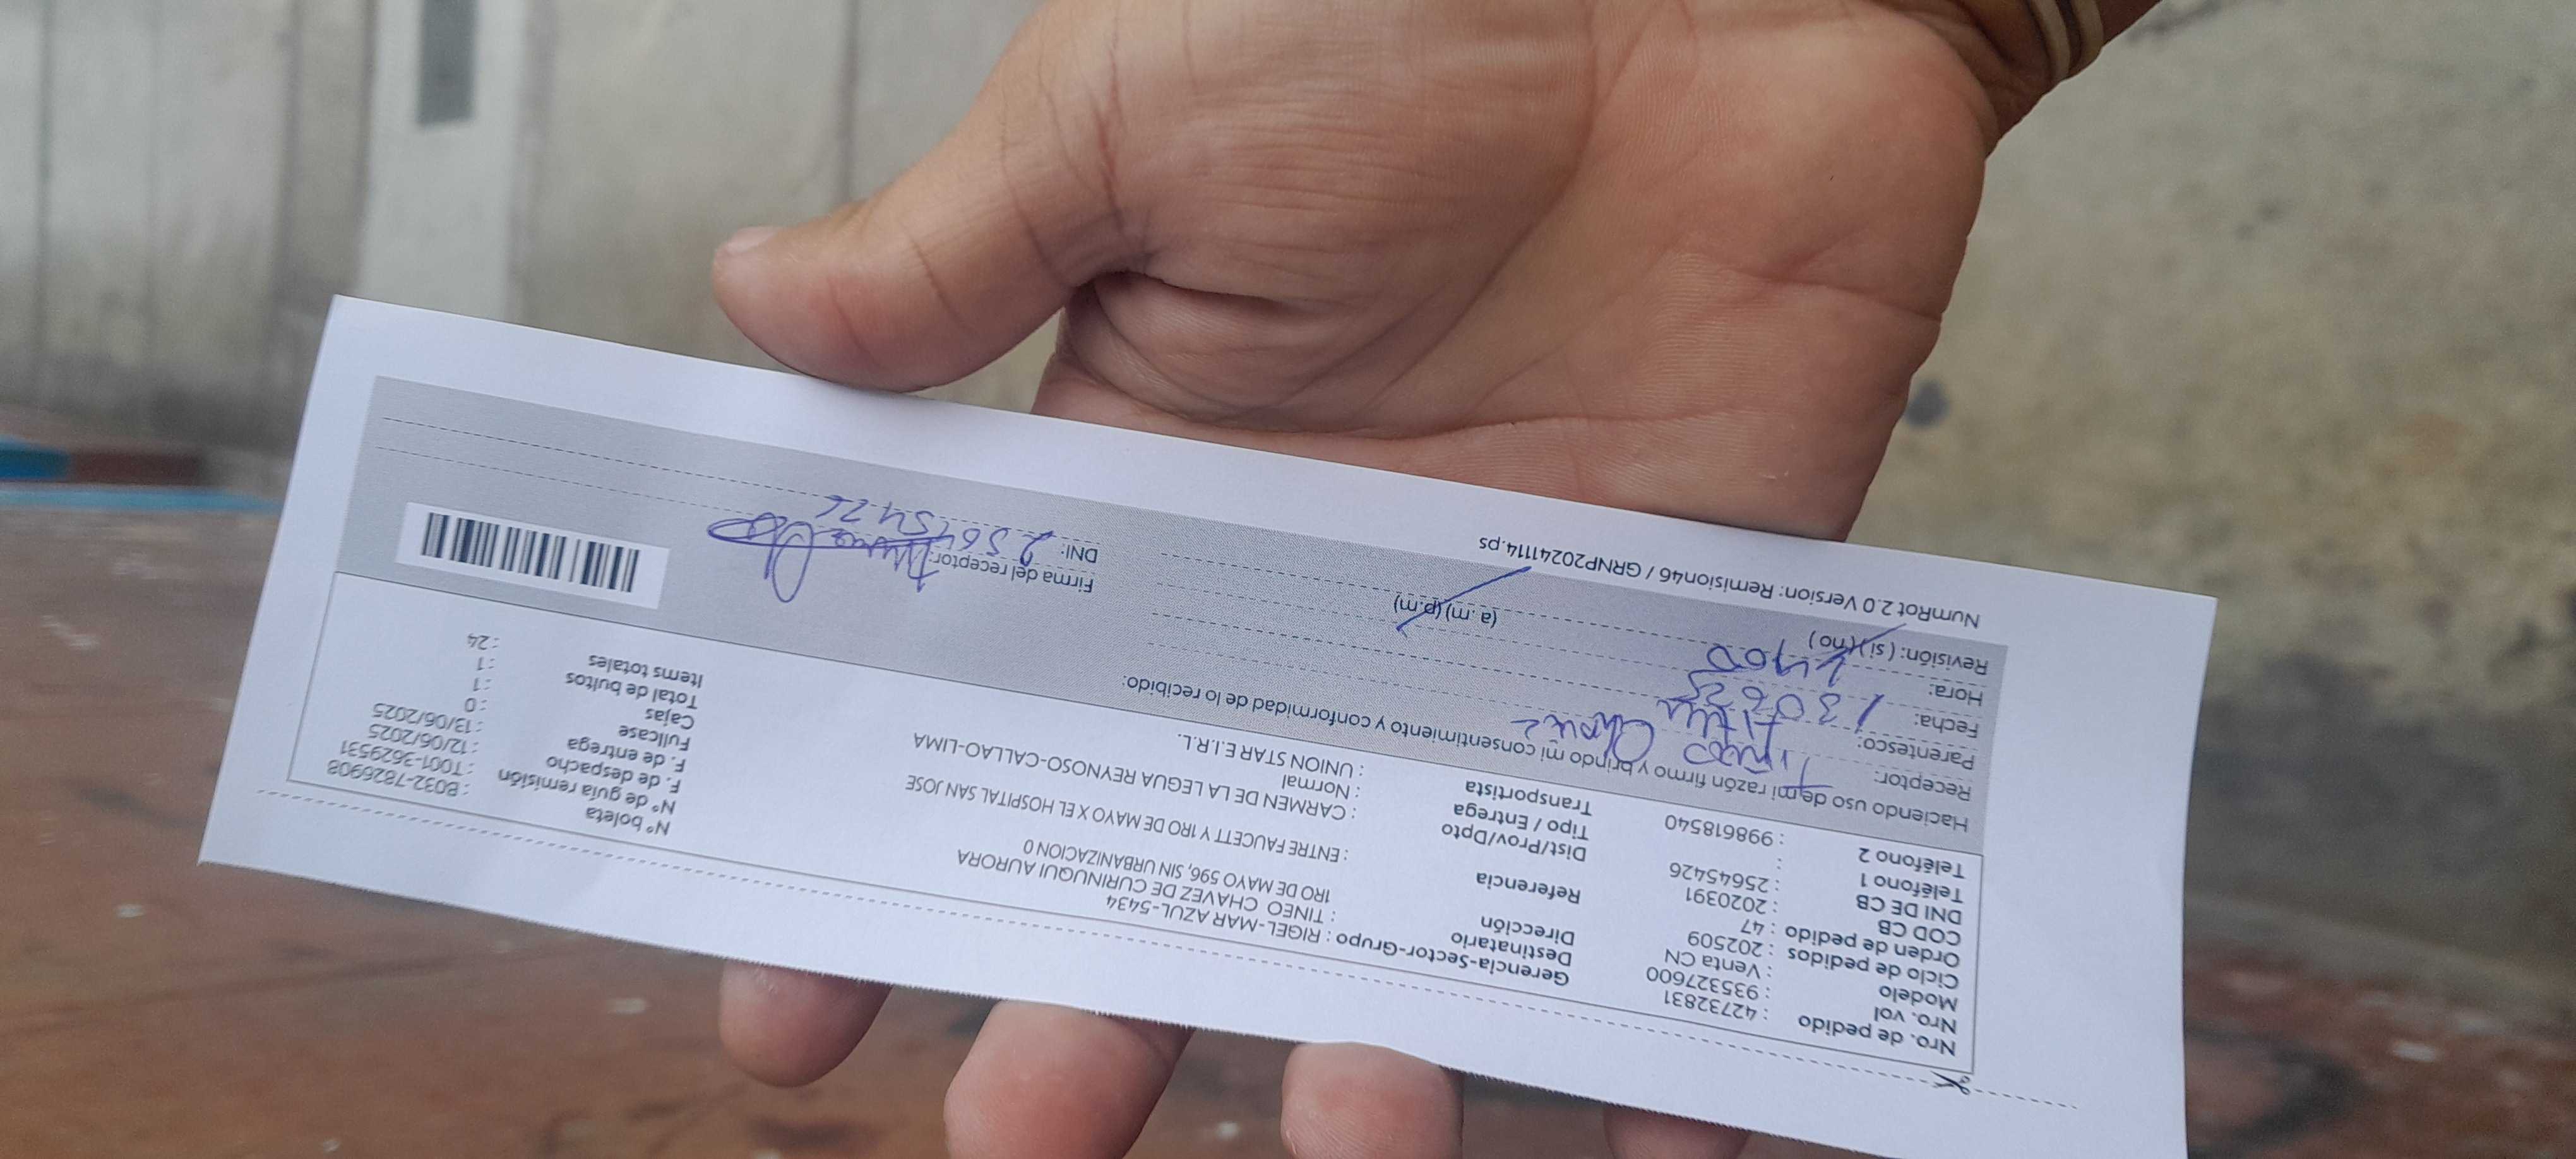 Nro. de pedido : 42732831
Nro. vol : 935327600
Modelo : Venta CN
Ciclo de pedidos : 202509
Orden de pedido : 47
COD CB : 2020391
DNI DE CB : 25645426
Teléfono 1 :
Teléfono 2 : 998618540
Gerencia-Sector-Grupo : RIGEL-MAR AZUL-5434
Destinatario : TINEO CHAVEZ DE CURINUQUI AURORA
Dirección 1RO DE MAYO 596, SIN URBANIZACION 0
Referencia : ENTRE FAUCETT Y 1RO DE MAYO X EL HOSPITAL SAN JOSE
Dist/Prov/Dpto : CARMEN DE LA LEGUA REYNOSO-CALLAO-LIMA
Tipo / Entrega Normal
Transportista : UNION STAR E.I.R.L.
N° boleta : B032-7826908
N° de guía remisión : T001-3629531
F. de despacho : 12/06/2025
F. de entrega : 13/06/2025
Fullcase : 0
Cajas : 1
Total de bultos : 1
Items totales : 24
Haciendo uso de mi razón firmo y brindo mi consentimiento y conformidad de lo recibido:
Receptor:
Parentesco:
Fecha: 130625
Hora: 1400 (a.m) (p.m)
Revisión: ( si ) ( no )
Firma del receptor:
DNI: 25645426
NumRot 2.0 Version: Remision46 / GRNP20241114.ps